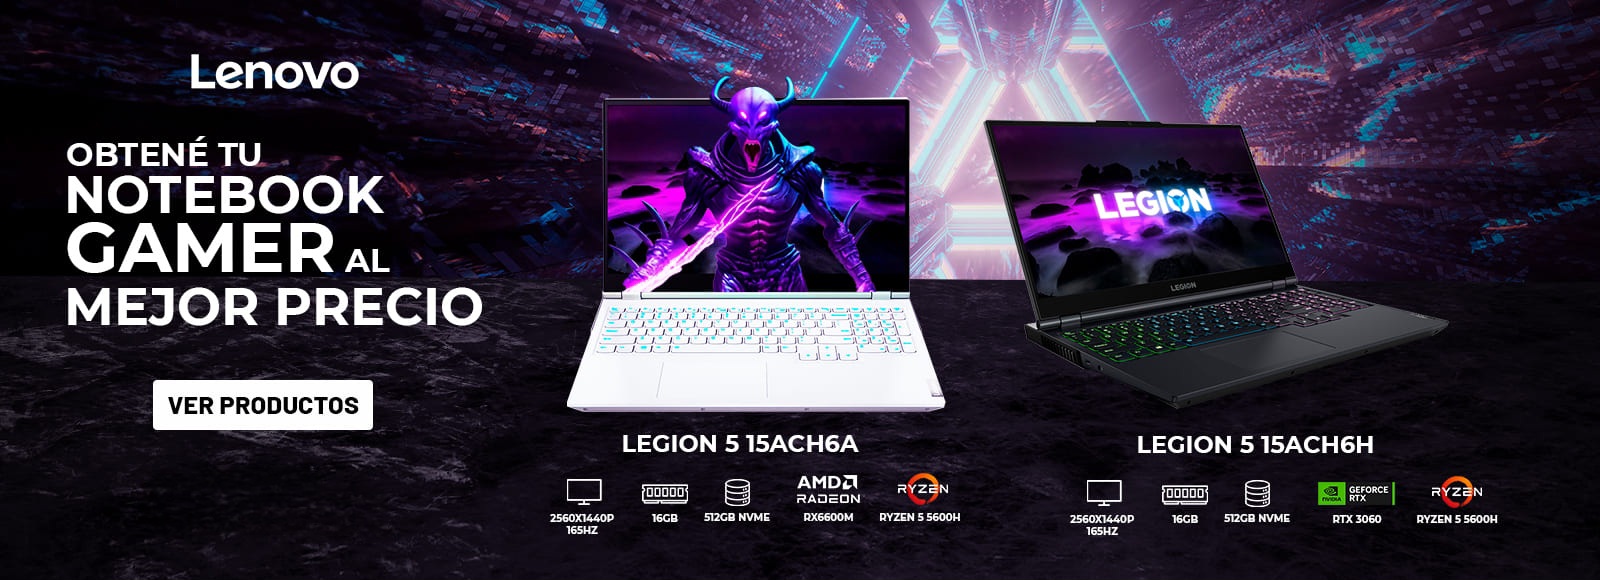 Lenovo
OBTENÉ TU
NOTEBOOK
GAMER AL
MEJOR PRECIO
VER PRODUCTOS
LEGION
LEGION
LEGION 5 15ACH6A
2560X1440P
165HZ
16GB
512GB NVME
AMD
RADEON
RX6600M
RYZEN
RYZEN 5 5600H
LEGION 5 15ACH6H
2560X1440P
165HZ
16GB
512GB NVME
NVIDIA
GEFORCE
RTX
RTX 3060
RYZEN
RYZEN 5 5600H